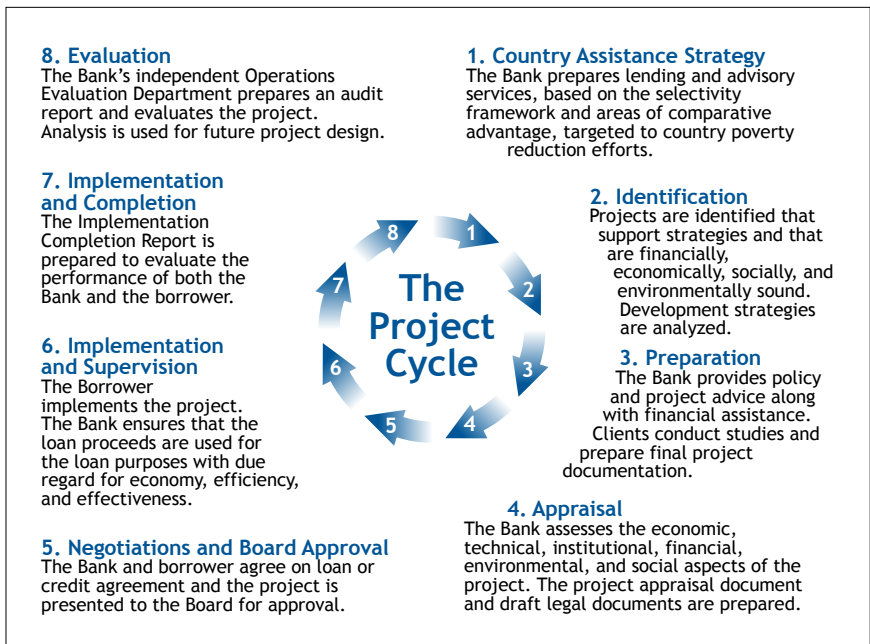 8. Evaluation
The Bank's independent Operations
Evaluation Department prepares an audit
report and evaluates the project.
Analysis is used for future project design.
1. Country Assistance Strategy
The Bank prepares lending and advisory
services, based on the selectivity
framework and areas of comparative
advantage, targeted to country poverty
reduction efforts.
7. Implementation
and Completion
The Implementation
Completion Report is
prepared to evaluate the
performance of both the
Bank and the borrower.
2. Identification
Projects are identified that
support strategies and that
are financially,
economically, socially, and
environmentally sound.
Development strategies
are analyzed.
8
1
7
2
The
Project
Cycle
6
3
5
4
6. Implementation
and Supervision
The Borrower
implements the project.
The Bank ensures that the
loan proceeds are used for
the loan purposes with due
regard for economy, efficiency,
and effectiveness.
3. Preparation
The Bank provides policy
and project advice along
with financial assistance.
Clients conduct studies and
prepare final project
documentation.
5. Negotiations and Board Approval
The Bank and borrower agree on loan or
credit agreement and the project is
presented to the Board for approval.
4. Appraisal
The Bank assesses the economic,
technical, institutional, financial,
environmental, and social aspects of the
project. The project appraisal document
and draft legal documents are prepared.